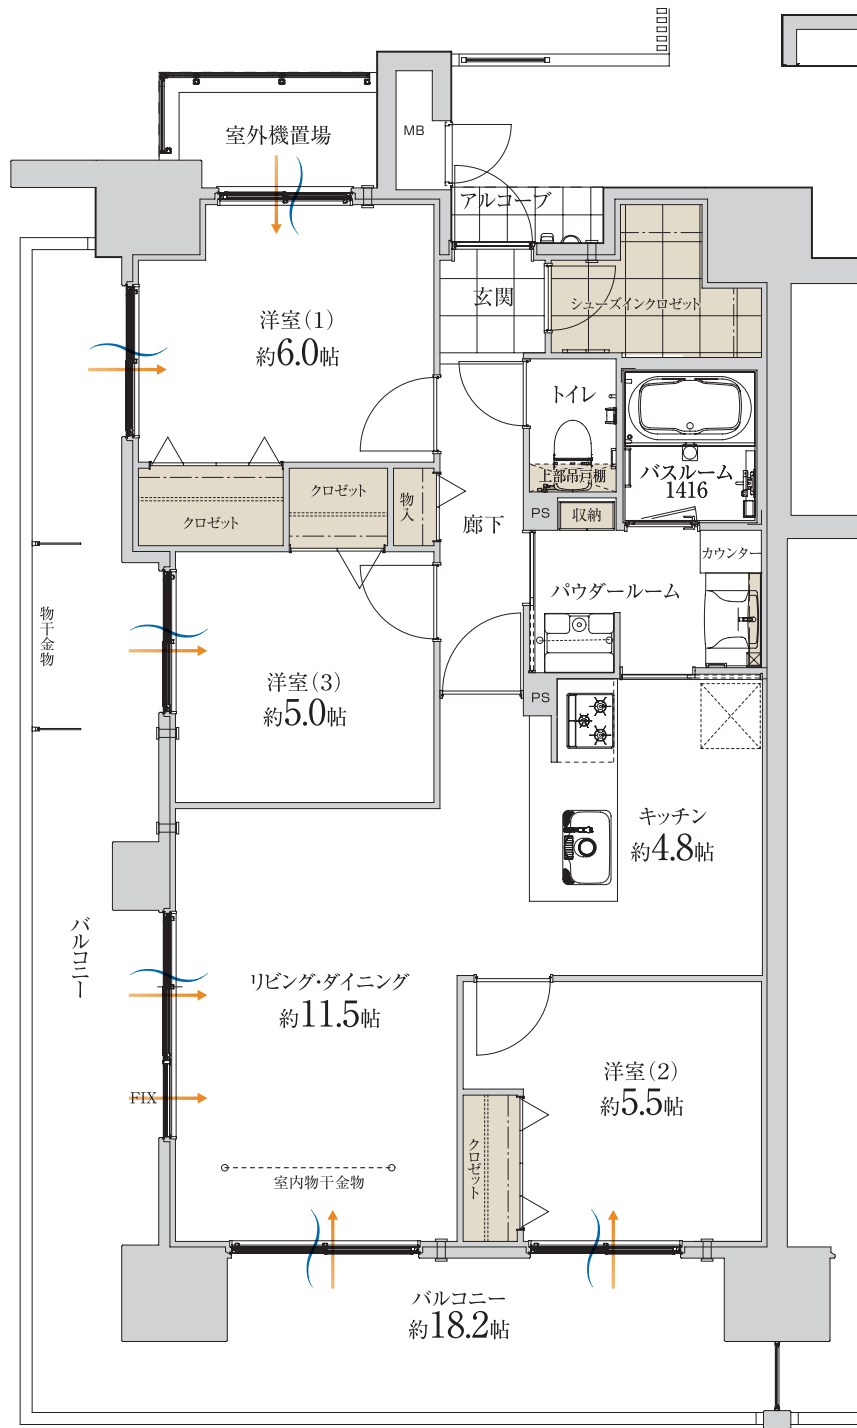 室外機置場
MB
アルコーブ
玄関
シューズインクロゼット
洋室(1)
約6.0帖
トイレ
上部吊戸棚
バスルーム
1416
クロゼット
クロゼット
物入
廊下
PS
収納
カウンター
パウダールーム
物干金物
洋室(3)
約5.0帖
PS
キッチン
約4.8帖
バルコニー
リビング・ダイニング
約11.5帖
FIX
洋室(2)
約5.5帖
クロゼット
室内物干金物
バルコニー
約18.2帖